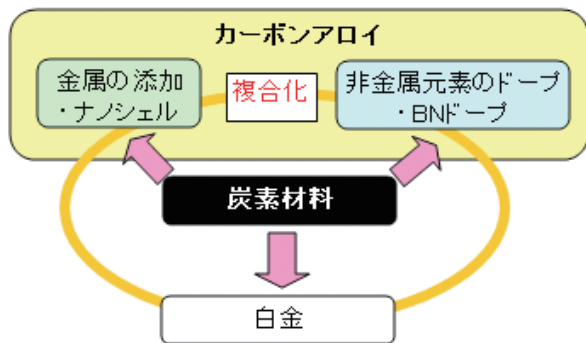 カーボンアロイ
金属の添加
・ナノシェル
複合化
非金属元素のドープ
・BNドープ
炭素材料
白金